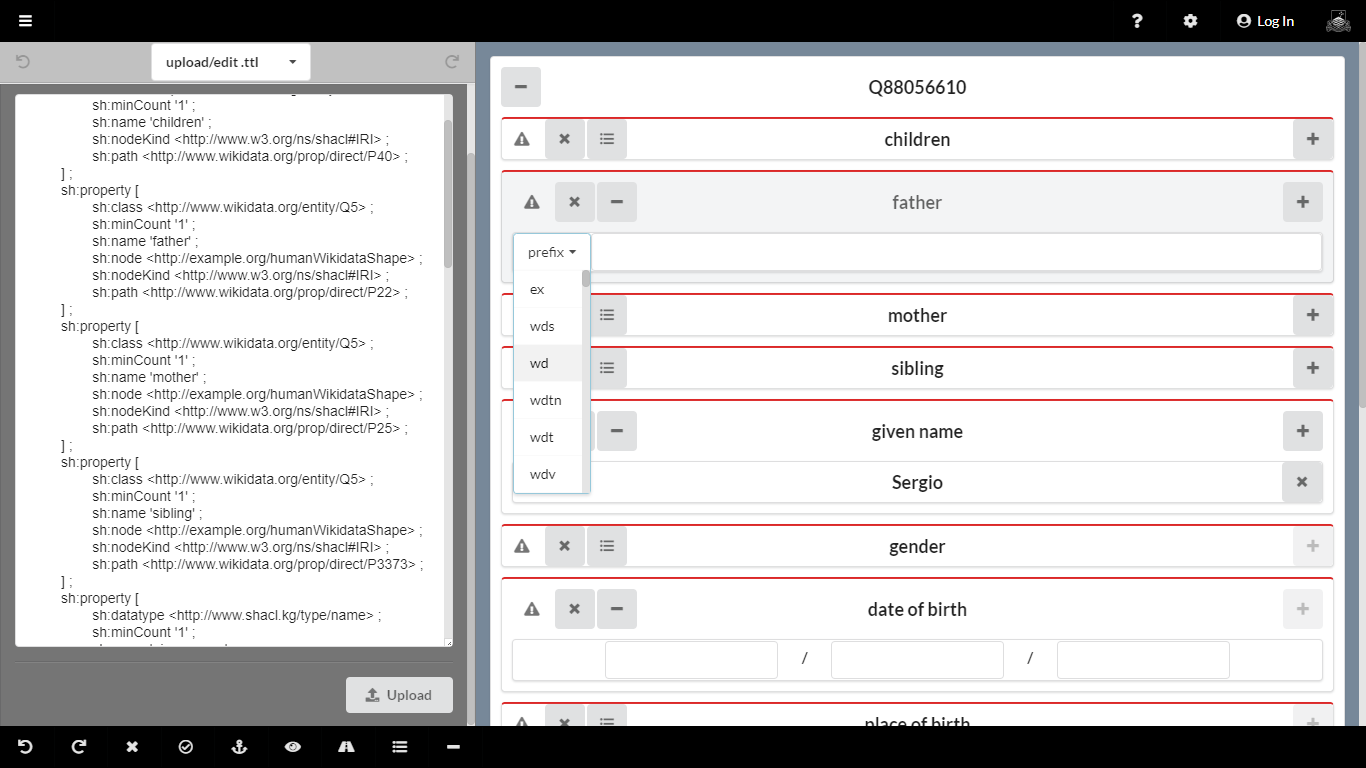 Log In
upload/edit .ttl
sh:minCount '1' ;
sh:name 'children' ;
sh:nodeKind <http://www.w3.org/ns/shacl#IRI> ;
sh:path <http://www.wikidata.org/prop/direct/P40> ;
] ;
sh:property [
sh:class <http://www.wikidata.org/entity/Q5> ;
sh:minCount '1' ;
sh:name 'father' ;
sh:node <http://example.org/humanWikidataShape> ;
sh:nodeKind <http://www.w3.org/ns/shacl#IRI> ;
sh:path <http://www.wikidata.org/prop/direct/P22> ;
] ;
sh:property [
sh:class <http://www.wikidata.org/entity/Q5> ;
sh:minCount '1' ;
sh:name 'mother' ;
sh:node <http://example.org/humanWikidataShape> ;
sh:nodeKind <http://www.w3.org/ns/shacl#IRI> ;
sh:path <http://www.wikidata.org/prop/direct/P25> ;
] ;
sh:property [
sh:class <http://www.wikidata.org/entity/Q5> ;
sh:minCount '1' ;
sh:name 'sibling' ;
sh:node <http://example.org/humanWikidataShape> ;
sh:nodeKind <http://www.w3.org/ns/shacl#IRI> ;
sh:path <http://www.wikidata.org/prop/direct/P3373> ;
] ;
sh:property [
sh:datatype <http://www.shacl.kg/type/name> ;
sh:minCount '1' ;
Upload
Q88056610
children
father
prefix
ex
wds
wd
wdtn
wdt
wdv
mother
sibling
given name
Sergio
gender
date of birth
/ /
place of birth